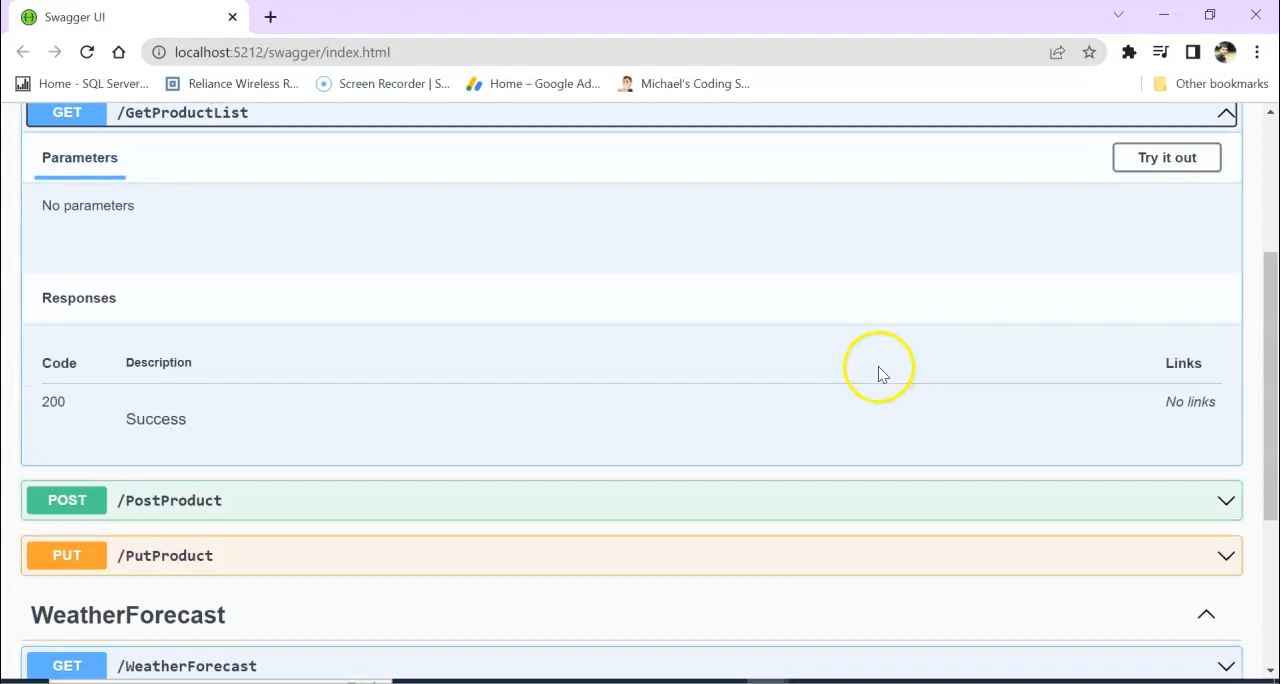 Swagger UI
localhost:5212/swagger/index.html
Home - SQL Server... Reliance Wireless R... Screen Recorder | S... Home – Google Ad... Michael's Coding S... Other bookmarks
GET /GetProductList
Parameters Try it out
No parameters
Responses
Code Description Links
200 Success No links
POST /PostProduct
PUT /PutProduct
WeatherForecast
GET /WeatherForecast